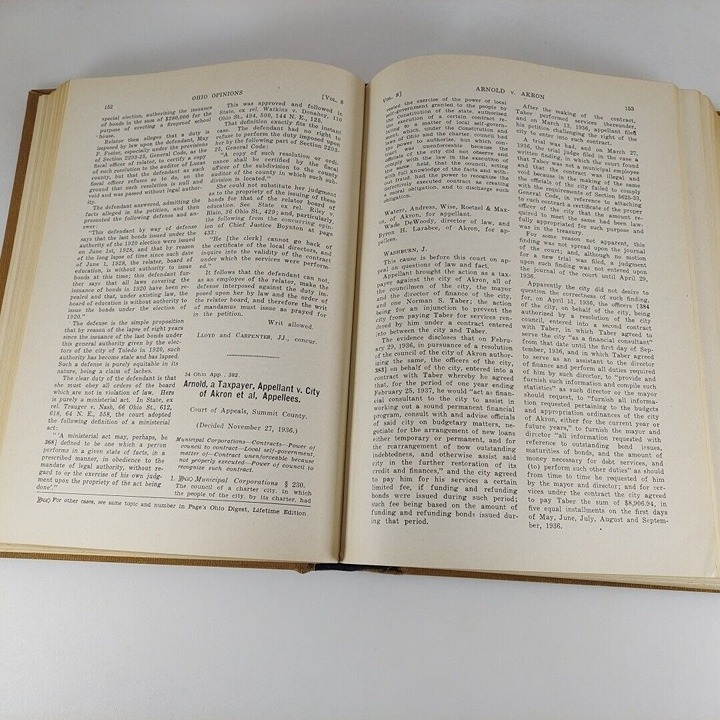 152
OHIO OPINIONS
[VOL. 8
special election, authorizing the issuance
of bonds in the sum of $280,000 for the
purpose of erecting a fireproof school
house.
Relator then alleges that a duty is
imposed by law upon the defendant, May
P. Foster, especially under the provisions
of Section 2293-25, General Code, as the
fiscal officer of relator, to certify a copy
of such resolution to the auditor of Lucas
county, but that the defendant as such
fiscal officer refuses to do, on the
ground that such resolution is null and
void and was passed without legal author-
ity.
The defendant answered, admitting the
facts alleged in the petition, and then
presented the following defense and an-
swer:
"This defendant by way of defense
says that the last bonds issued under the
authority of the 1920 election were issued
on June 1st, 1928, and that by reason
of the long lapse of time since such date
of June 1, 1928, the relater, board of
education, is without authority to issue
bonds at this time; this defendant fur-
ther says that all laws covering the
issuance of bonds in 1920 have been re-
pealed and that, under existing law, the
board of education is without authority to
issue the bonds under the election of
1920."
The defense is the simple proposition
that by reason of the lapse of eight years
since the issuance of the last bonds under
this general authority given by the elec-
tors of the city of Toledo in 1920, such
authority has become stale and has lapsed.
Such a defense is purely equitable in its
nature, being a claim of laches.
The clear duty of the defendant is that
she must obey all orders of the board
which are not in violation of law. Hers
is purely a ministerial act. In State, ex
rel. Trauger v. Nash, 66 Ohio St., 612,
618, 64 N. E., 558, the court adopted
the following definition of a ministerial
act:
"'A ministerial act may, perhaps, be
368] defined to be one which a person
performs in a given state of facts, in a
prescribed manner, in obedience to the
mandate of legal authority, without re-
gard to or the exercise of his own judg-
ment upon the propriety of the act being
done'."
This was approved and followed in
State, ex rel. Watkins v. Donahey, 110
Ohio St., 494, 500, 144 N. E., 125.
That definition exactly fits the instant
case. The defendant had no right to
refuse to perform the duty imposed upon
her by the following part of Section 2293-
25, General Code:
"A copy of such resolution or ordi-
nance shall be certified by the fiscal
officer of the subdivision to the county
auditor of the county in which such sub-
division is located."
She could not substitute her judgment
as to the propriety of the issuing of these
bonds for that of the relater board of
education. See State ex rel. Riley v.
Blain, 36 Ohio St., 429; and, particularly,
the following from the concurring opin-
ion of Chief Justice Boynton at page
433:
"He [the clerk] cannot go back of
the certificate of the local directors, and
inquire into the validity of the contract
under which the services were perform-
ed."
It follows that the defendant can not,
as an employee of the relator, make the
defense interposed against the duty im-
posed upon her by the law and the order of
the relater board, and therefore the writ
of mandamus must issue as prayed for
in the petition.
Writ allowed.
LLOYD and CARPENTER, JJ., concur.
54 Ohio App. 382.
Arnold, a Taxpayer, Appellant v. City
of Akron et al, Appellees.
Court of Appeals, Summit County.
(Decided November 27, 1936.)
Municipal Corporations—Contracts—Power of
council to contract—Local self-government,
matter of—Contract unenforceable because
not properly executed—Power of council to
recognize such contract.
1. Municipal Corporations § 230.
The council of a charter city, in which
the people of the city, by its charter, had
For other cases, see same topic and number in Page's Ohio Digest, Lifetime Edition
VOL. 8]
ARNOLD v. AKRON
153
vested the exercise of the power of local
self-government granted to the people by
the Constitution of the state, authorized
the execution of a certain contract re-
lating to a matter of local self-govern-
ment, which, under the Constitution and
laws of Ohio and the charter, council had
the power to authorize, but which con-
tract was unenforceable because the
officers of the city did not observe and
comply with the law in the execution of
the same; held, that the council, acting
with full knowledge of the facts and with-
out fraud, had the power to recognize the
defectively executed contract as creating
a moral obligation, and to discharge such
obligation.
Waters, Andress, Wise, Roetzel & Max-
on, of Akron, for appellant.
Wade DeWoody, director of law, and
Byron H. Larabee, of Akron, for ap-
pellees.
WASHBURN, J.
This cause is before this court on ap-
peal on questions of law and fact.
Appellant brought the action as a tax-
payer against the city of Akron, all of
the councilmen of the city, the mayor
and the director of finance of the city,
and one Norman S. Taber; the action
being for an injunction to prevent the
city from paying Taber for services ren-
dered by him under a contract entered
into between the city and Taber.
The evidence discloses that on Febru-
ary 29, 1936, in pursuance of a resolution
of the council of the city of Akron author-
izing the same, the officers of the city,
383] on behalf of the city, entered into
a contract with Taber whereby he agreed
that, for the period of one year ending
February 25, 1937, he would "act as finan-
cial consultant to the city to assist in
working out a sound permanent financial
program, consult with and advise officials
of said city on budgetary matters, ne-
gotiate for the arrangement of new loans
either temporary or permanent, and for
the rearrangement of now outstanding
indebtedness, and otherwise assist said
city in the further restoration of its
credit and finances," and the city agreed
to pay him for his services a certain
limited fee, if funding and refunding
bonds were issued during such period;
such fee being based on the amount of
funding and refunding bonds issued dur-
ing that period.
After the making of the contract,
Taber performed services thereunder,
and on March 13, 1936, appellant filed
a petition challenging the right of the
city to enter into such contract.
A trial was had, and on March 27,
1936, the trial judge filed in the case a
written finding, in which the court found
that Taber was not a municipal employee
and that the contract was illegal and
void because in the making of the same
the officials of the city failed to comply
with the requirements of Section 5625-33,
General Code, in reference to attaching
to such contract a certificate of the proper
officer of the city that the amount re-
quired to meet the same had been law-
fully appropriated for such purpose and
was in the treasury.
For some reason not apparent, this
finding was not spread upon the journal
of the court; and although no motion
for a new trial was filed, a judgment
upon such finding was not entered upon
the journal of the court until April 29,
1936.
Apparently the city did not desire to
question the correctness of such finding,
for, on April 11, 1936, the officers [384
of the city, on behalf of the city, being
authorized by a resolution of the city
council, entered into a second contract
with Taber, in which Taber agreed to
serve the city "as a financial consultant"
from that date until the first day of Sep-
tember, 1936, and in which Taber agreed
to serve as an assistant to the director
of finance and perform all duties required
of him by such director, to "provide and
furnish such information and compile such
statistics" as such director or the mayor
should request, to "furnish all informa-
tion requested pertaining to the budgets
and appropriation ordinances of the city
of Akron, either for the current year or
future years," to furnish the mayor and
director "all information requested with
reference to outstanding bond issues,
maturities of bonds, and the amount of
money necessary for debt services, and
(to) perform such other duties" as should
from time to time be requested of him
by the mayor and director; and for ser-
vices under the contract the city agreed
to pay Taber the sum of $8,906.94, in
five equal installments on the first days
of May, June, July, August and Septem-
ber, 1936.